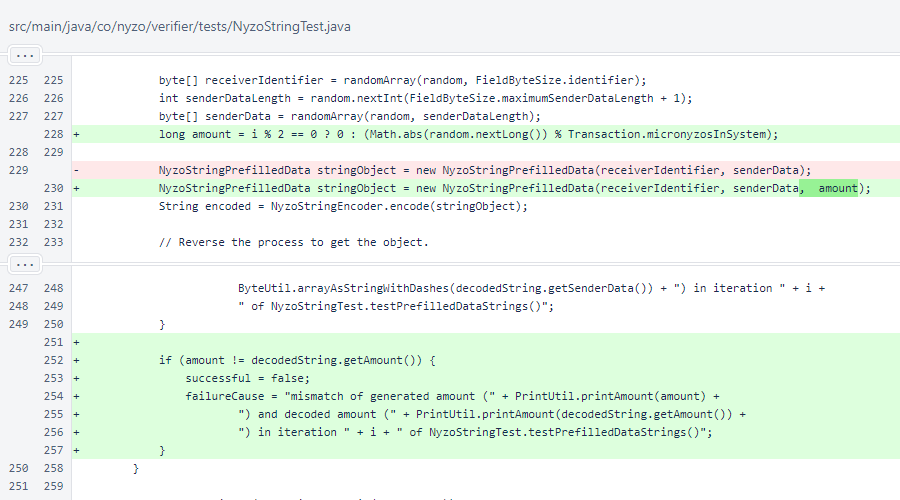 src/main/java/co/nyzo/verifier/tests/NyzoStringTest.java
...
225 225 byte[] receiverIdentifier = randomArray(random, FieldByteSize.identifier);
226 226 int senderDataLength = random.nextInt(FieldByteSize.maximumSenderDataLength + 1);
227 227 byte[] senderData = randomArray(random, senderDataLength);
228 + long amount = i % 2 == 0 ? 0 : (Math.abs(random.nextLong()) % Transaction.micronyzosInSystem);
228 229
229 - NyzoStringPrefilledData stringObject = new NyzoStringPrefilledData(receiverIdentifier, senderData);
230 + NyzoStringPrefilledData stringObject = new NyzoStringPrefilledData(receiverIdentifier, senderData, amount);
230 231 String encoded = NyzoStringEncoder.encode(stringObject);
231 232
232 233 // Reverse the process to get the object.
...
247 248 ByteUtil.arrayAsStringWithDashes(decodedString.getSenderData()) + ") in iteration " + i +
248 249 " of NyzoStringTest.testPrefilledDataStrings()";
249 250 }
251 +
252 + if (amount != decodedString.getAmount()) {
253 + successful = false;
254 + failureCause = "mismatch of generated amount (" + PrintUtil.printAmount(amount) +
255 + ") and decoded amount (" + PrintUtil.printAmount(decodedString.getAmount()) +
256 + ") in iteration " + i + " of NyzoStringTest.testPrefilledDataStrings()";
257 + }
250 258 }
251 259